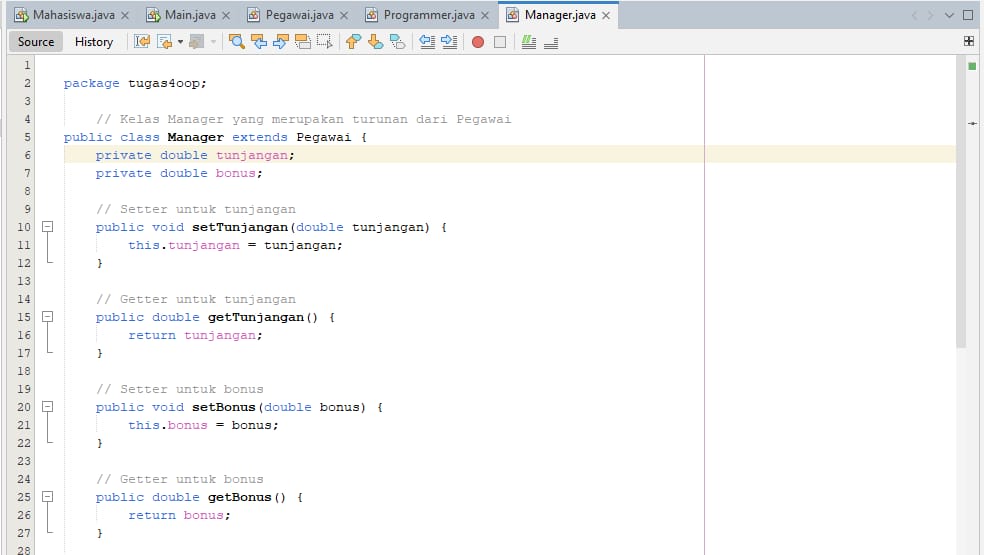 Mahasiswa.java Main.java Pegawai.java Programmer.java Manager.java
Source History
1
2 package tugas4oop;
3
4 // Kelas Manager yang merupakan turunan dari Pegawai
5 public class Manager extends Pegawai {
6 private double tunjangan;
7 private double bonus;
8
9 // Setter untuk tunjangan
10 public void setTunjangan(double tunjangan) {
11 this.tunjangan = tunjangan;
12 }
13
14 // Getter untuk tunjangan
15 public double getTunjangan() {
16 return tunjangan;
17 }
18
19 // Setter untuk bonus
20 public void setBonus(double bonus) {
21 this.bonus = bonus;
22 }
23
24 // Getter untuk bonus
25 public double getBonus() {
26 return bonus;
27 }
28